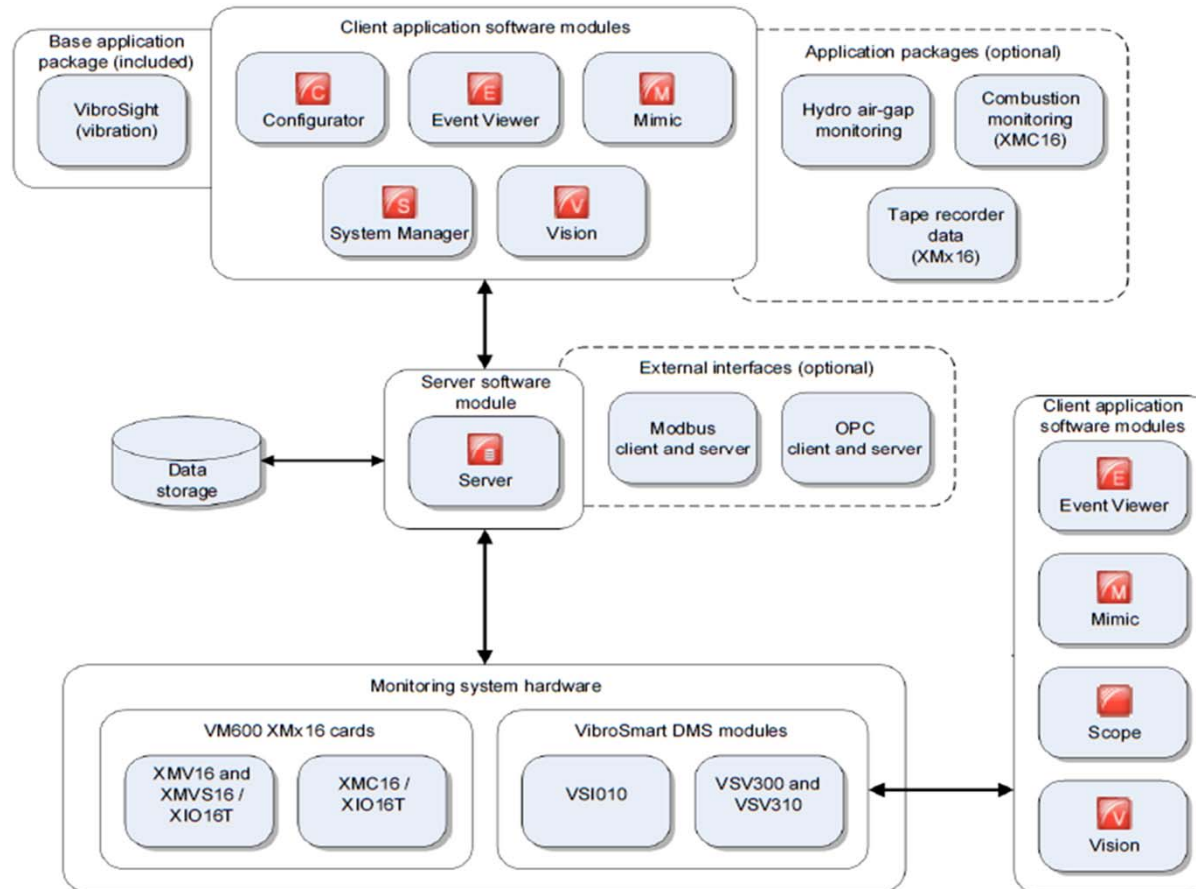 Client application software modules
Base application
package (included)
VibroSight
(vibration)
C
Configurator
E
Event Viewer
M
Mimic
S
System Manager
V
Vision
Application packages (optional)
Hydro air-gap
monitoring
Combustion
monitoring
(XMC16)
Tape recorder
data
(XMx16)
Server software
module
Server
External interfaces (optional)
Modbus
client and server
OPC
client and server
Data
storage
Client application
software modules
E
Event Viewer
M
Mimic
Scope
V
Vision
Monitoring system hardware
VM600 XMx16 cards
XMV16 and
XMVS16 /
XIO16T
XMC16 /
XIO16T
VibroSmart DMS modules
VSI010
VSV300 and
VSV310